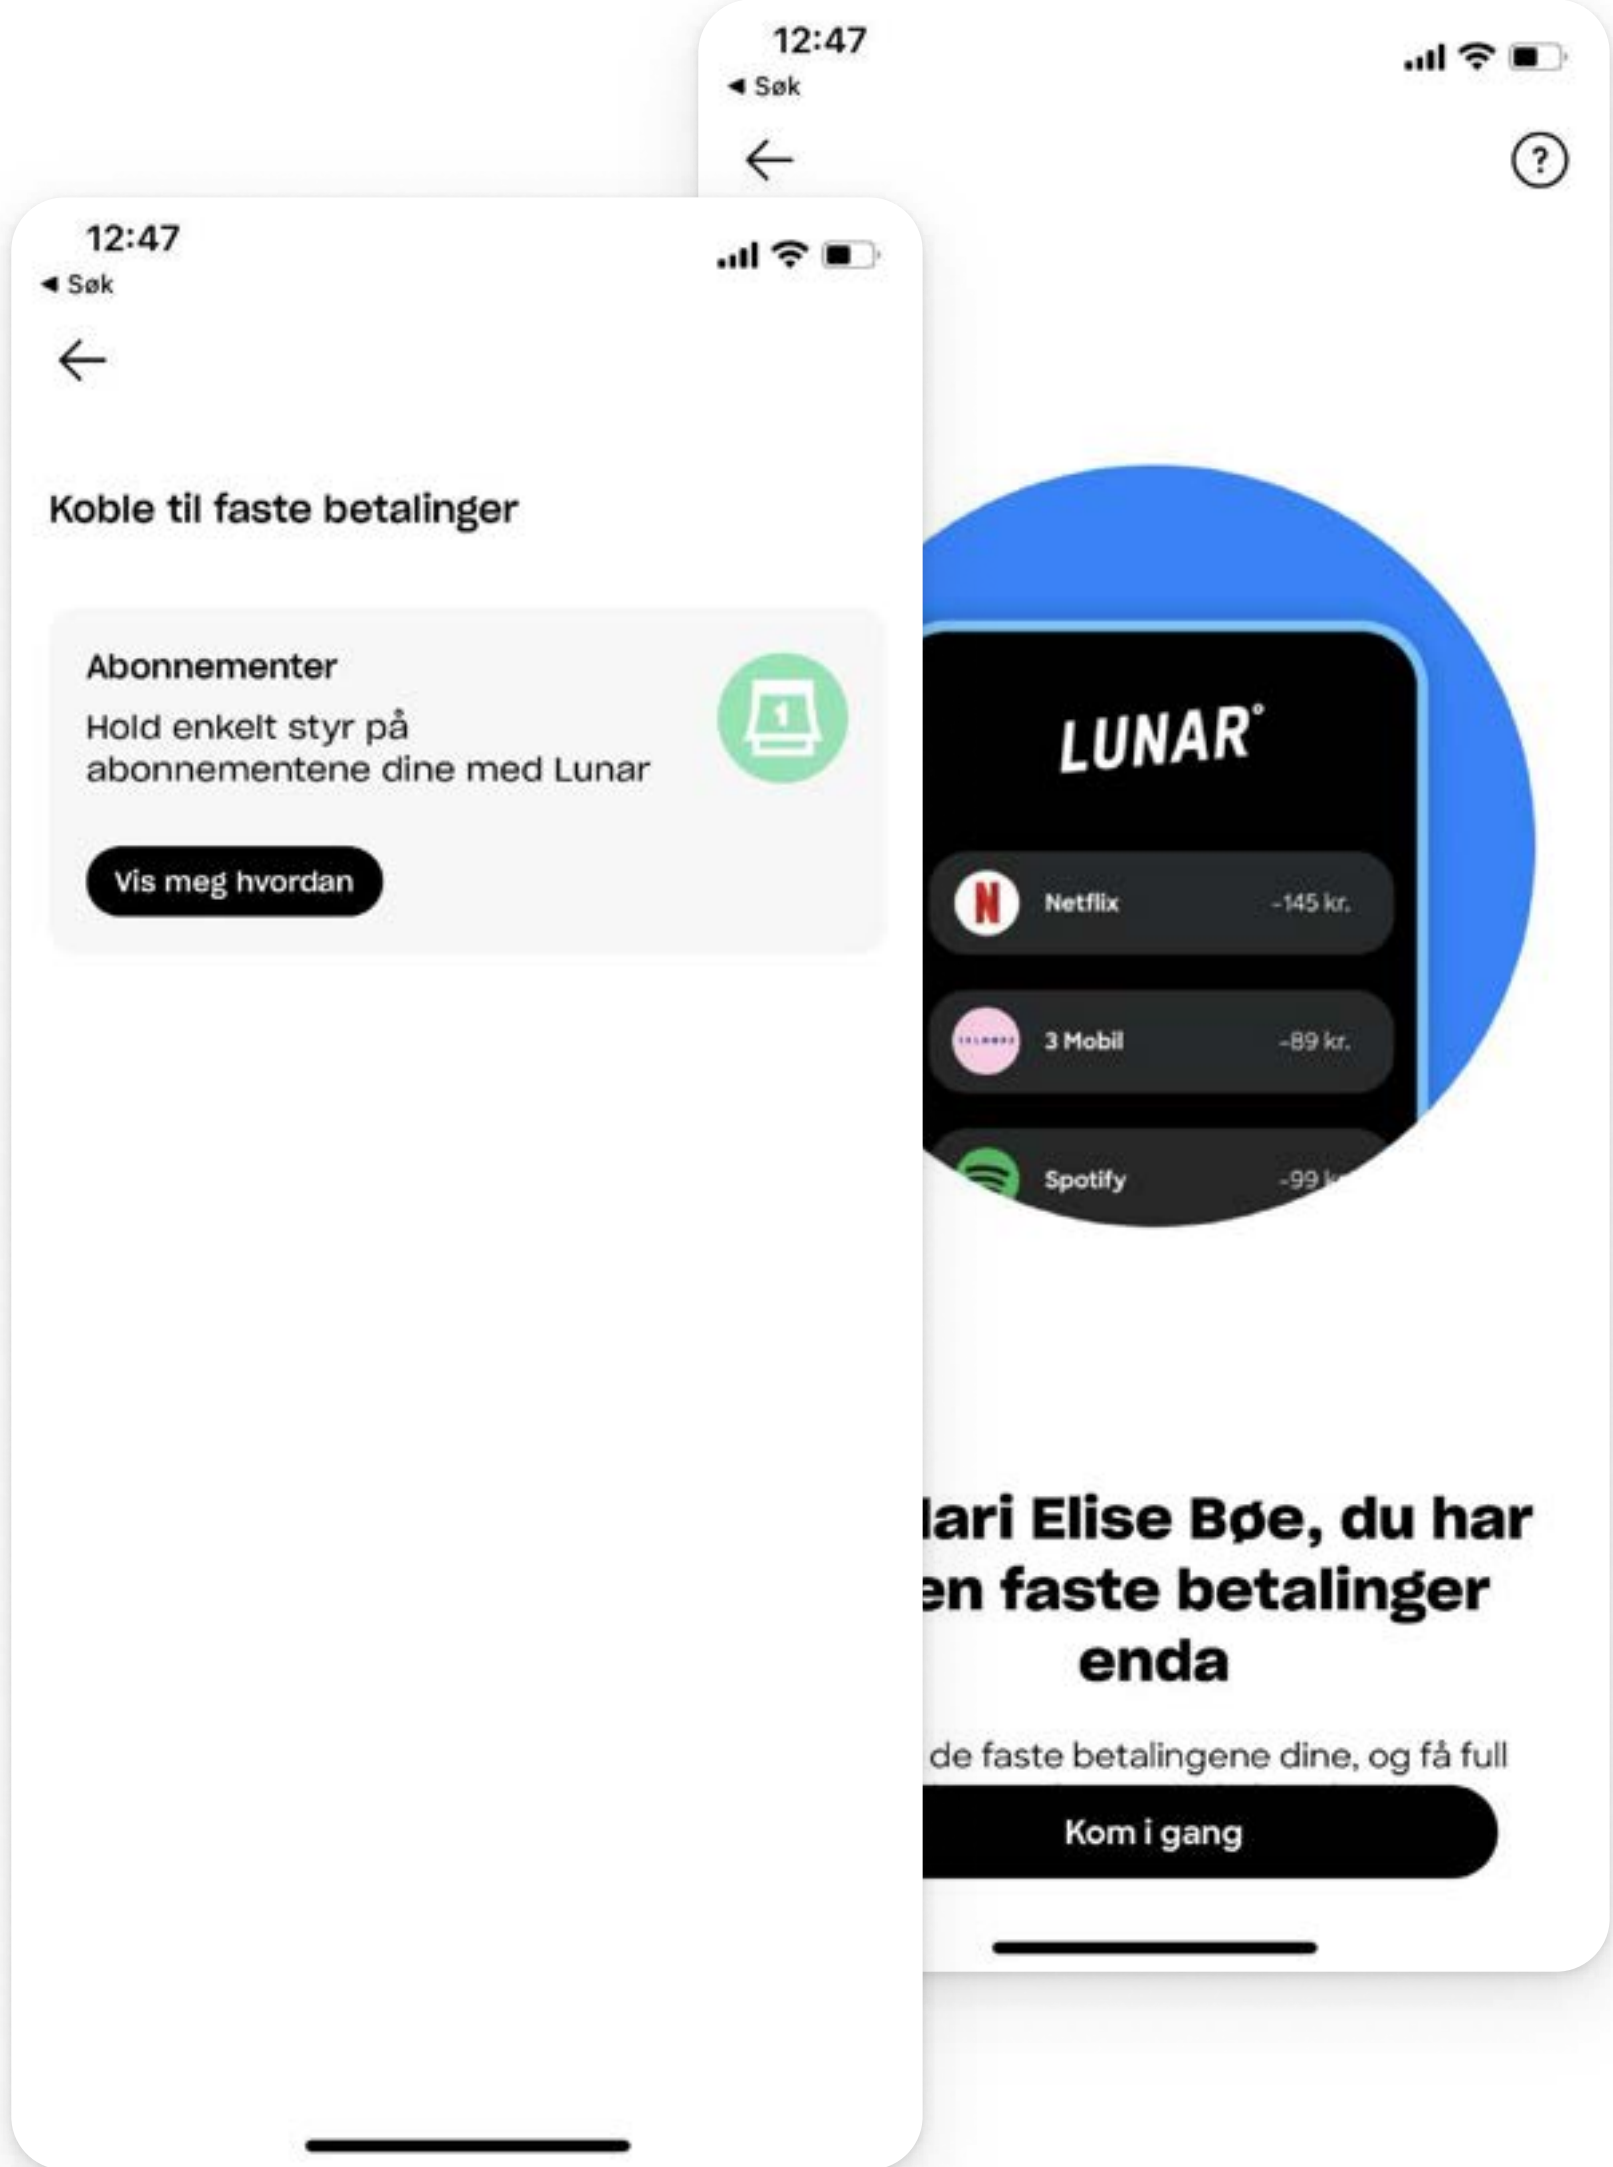 12:47
◀ Søk
?
12:47
◀ Søk
Koble til faste betalinger
Abonnementer
Hold enkelt styr på
abonnementene dine med Lunar
1
Vis meg hvordan
LUNAR°
N
Netflix
-145 kr.
3 Mobil
-89 kr.
Spotify
-99
Elise Bøe, du har
faste betalinger
enda
de faste betalingene dine, og få full
Kom i gang